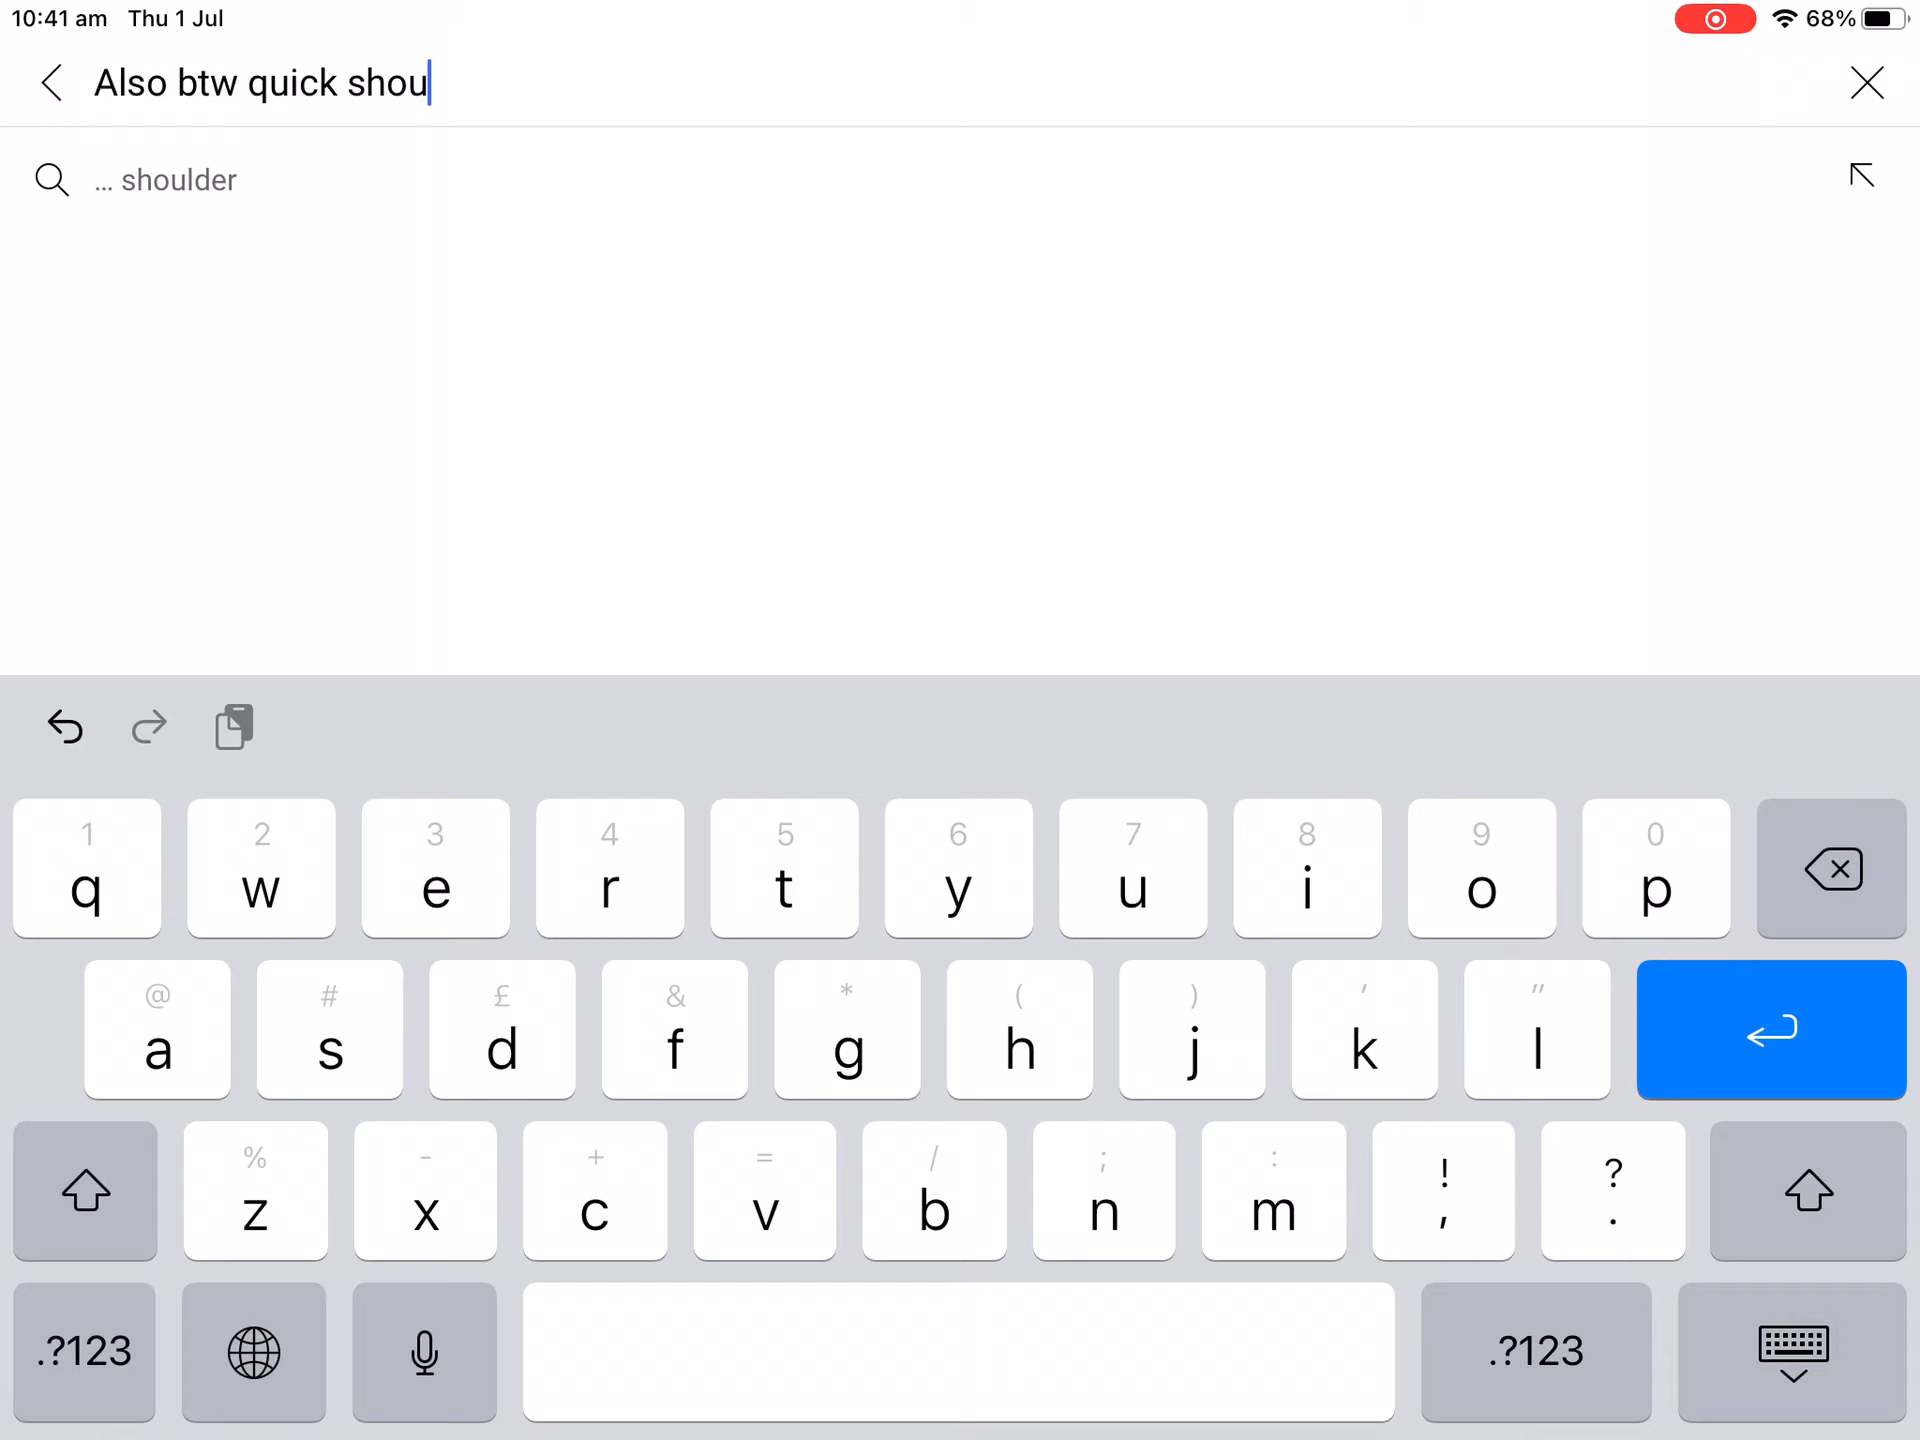 10:41 am Thu 1 Jul 68%
Also btw quick shou
... shoulder
1 2 3 4 5 6 7 8 9 0
q w e r t y u i o p
@ # £ & * ( ) ' "
a s d f g h j k l
% - + = / ; : ! ?
z x c v b n m , .
.?123 .?123